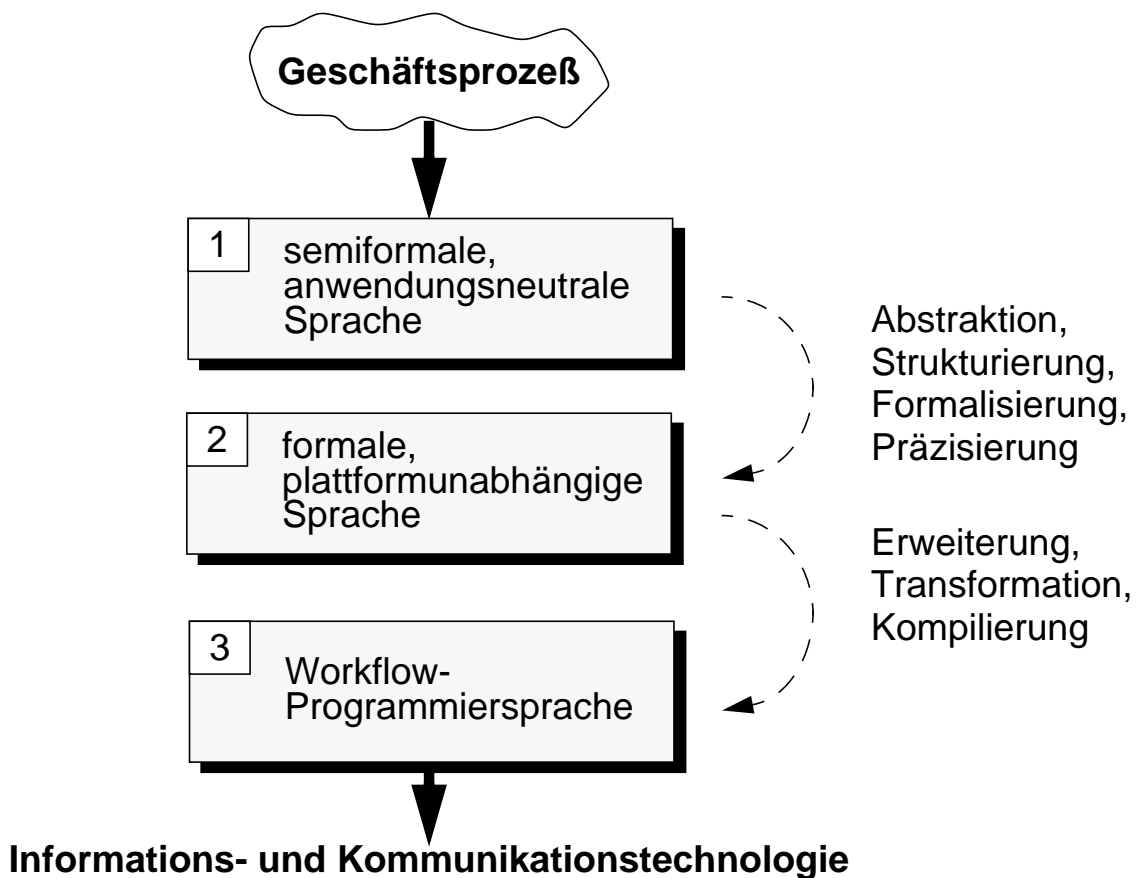 Geschäftsprozeß
1
semiformale,
anwendungsneutrale
Sprache
Abstraktion,
Strukturierung,
Formalisierung,
Präzisierung
2
formale,
plattformunabhängige
Sprache
Erweiterung,
Transformation,
Kompilierung
3
Workflow-
Programmiersprache
Informations- und Kommunikationstechnologie